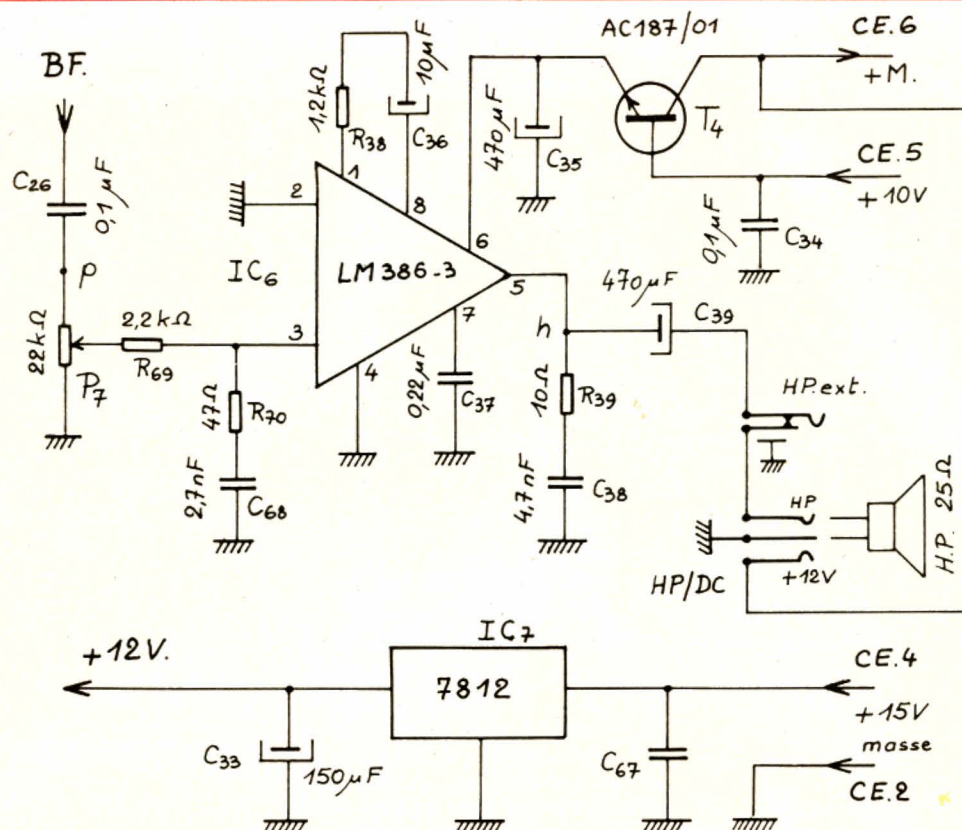 BF.
C26
0,1 µF
p
22kΩ
P7
2,2kΩ
R69
47Ω
R70
2,7nF
C68
1,2kΩ
R38
10µF
C36
1
2
8
IC6
LM386-3
6
5
3
7
4
0,22µF
C37
470µF
C35
AC187/01
T4
CE.6
+M.
CE.5
+10V
0,1µF
C34
470µF
C39
h
10Ω
R39
4,7nF
C38
HP.ext.
HP
H.P. 25Ω
HP/DC
+12V
+12V.
C33
150µF
IC7
7812
C67
CE.4
+15V
masse
CE.2